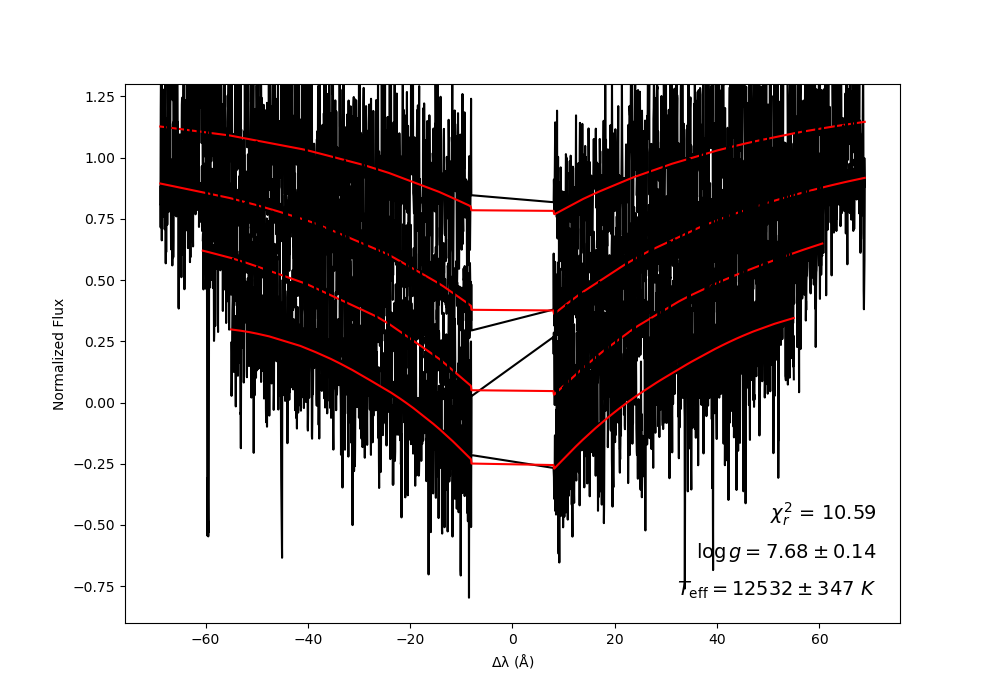 1.25
1.00
0.75
0.50
0.25
0.00
−0.25
−0.50
−0.75
Normalized Flux
χ²ᵣ = 10.59
log g = 7.68 ± 0.14
T_eff = 12532 ± 347 K
−60 −40 −20 0 20 40 60
Δλ (Å)